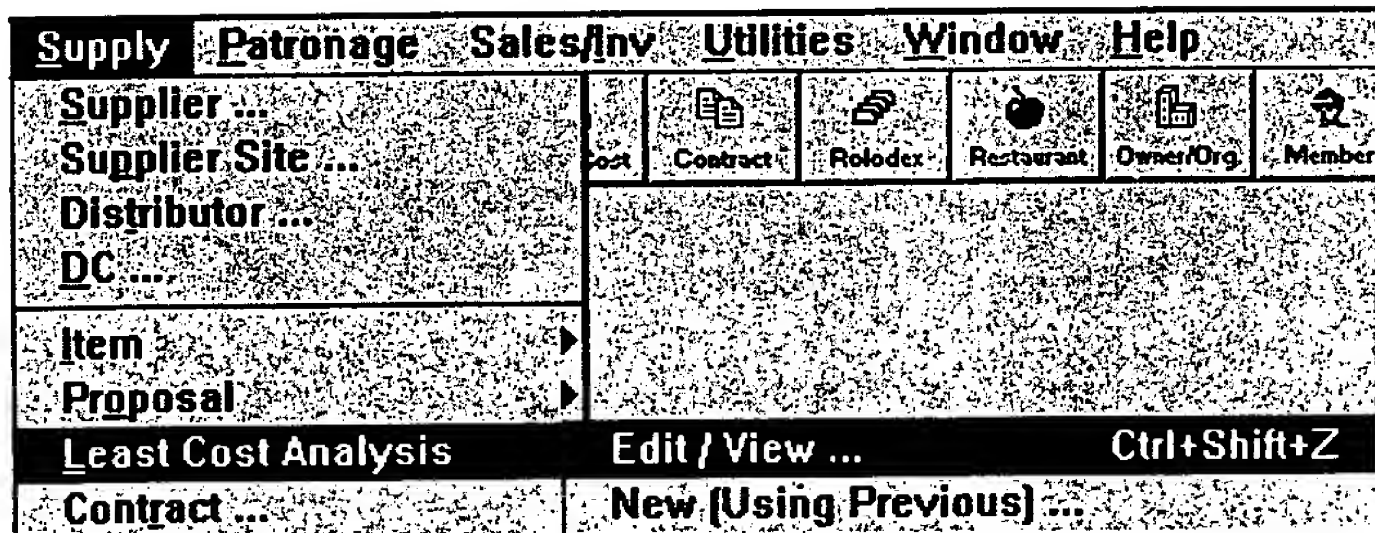 Supply Patronage Sales/Inv Utilities Window Help
Supplier ...
Supplier Site ...
Distributor ...
DC ...
Cost Contract Rolodex Restaurant Owner/Org. Member
Item
Proposal
Least Cost Analysis Edit / View ... Ctrl+Shift+Z
Contract ... New (Using Previous) ...